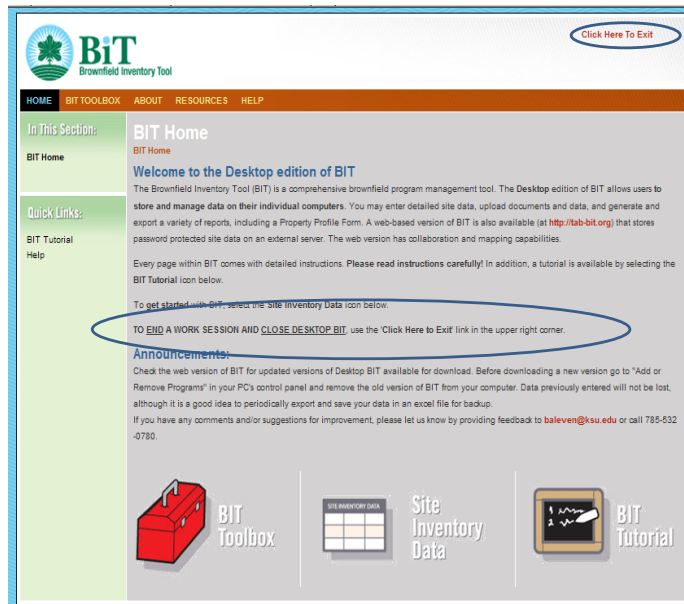 Click Here To Exit
BiT
Brownfield Inventory Tool
HOME BIT TOOLBOX ABOUT RESOURCES HELP
In This Section:
BIT Home
Quick Links:
BIT Tutorial
Help
BIT Home
BIT Home
Welcome to the Desktop edition of BIT
The Brownfield Inventory Tool (BIT) is a comprehensive brownfield program management tool. The Desktop edition of BIT allows users to
store and manage data on their individual computers. You may enter detailed site data, upload documents and data, and generate and
export a variety of reports, including a Property Profile Form. A web-based version of BIT is also available (at http://tab-bit.org) that stores
password protected site data on an external server. The web version has collaboration and mapping capabilities.
Every page within BIT comes with detailed instructions. Please read instructions carefully! In addition, a tutorial is available by selecting the
BIT Tutorial icon below.
To get started with BIT, select the Site Inventory Data icon below.
TO END A WORK SESSION AND CLOSE DESKTOP BIT, use the 'Click Here to Exit' link in the upper right corner.
Announcements:
Check the web version of BIT for updated versions of Desktop BIT available for download. Before downloading a new version go to "Add or
Remove Programs" in your PC's control panel and remove the old version of BIT from your computer. Data previously entered will not be lost,
although it is a good idea to periodically export and save your data in an excel file for backup.
If you have any comments and/or suggestions for improvement, please let us know by providing feedback to baleven@ksu.edu or call 785-532
-0780.
BIT
Toolbox
SITE INVENTORY DATA
Site
Inventory
Data
BIT
Tutorial